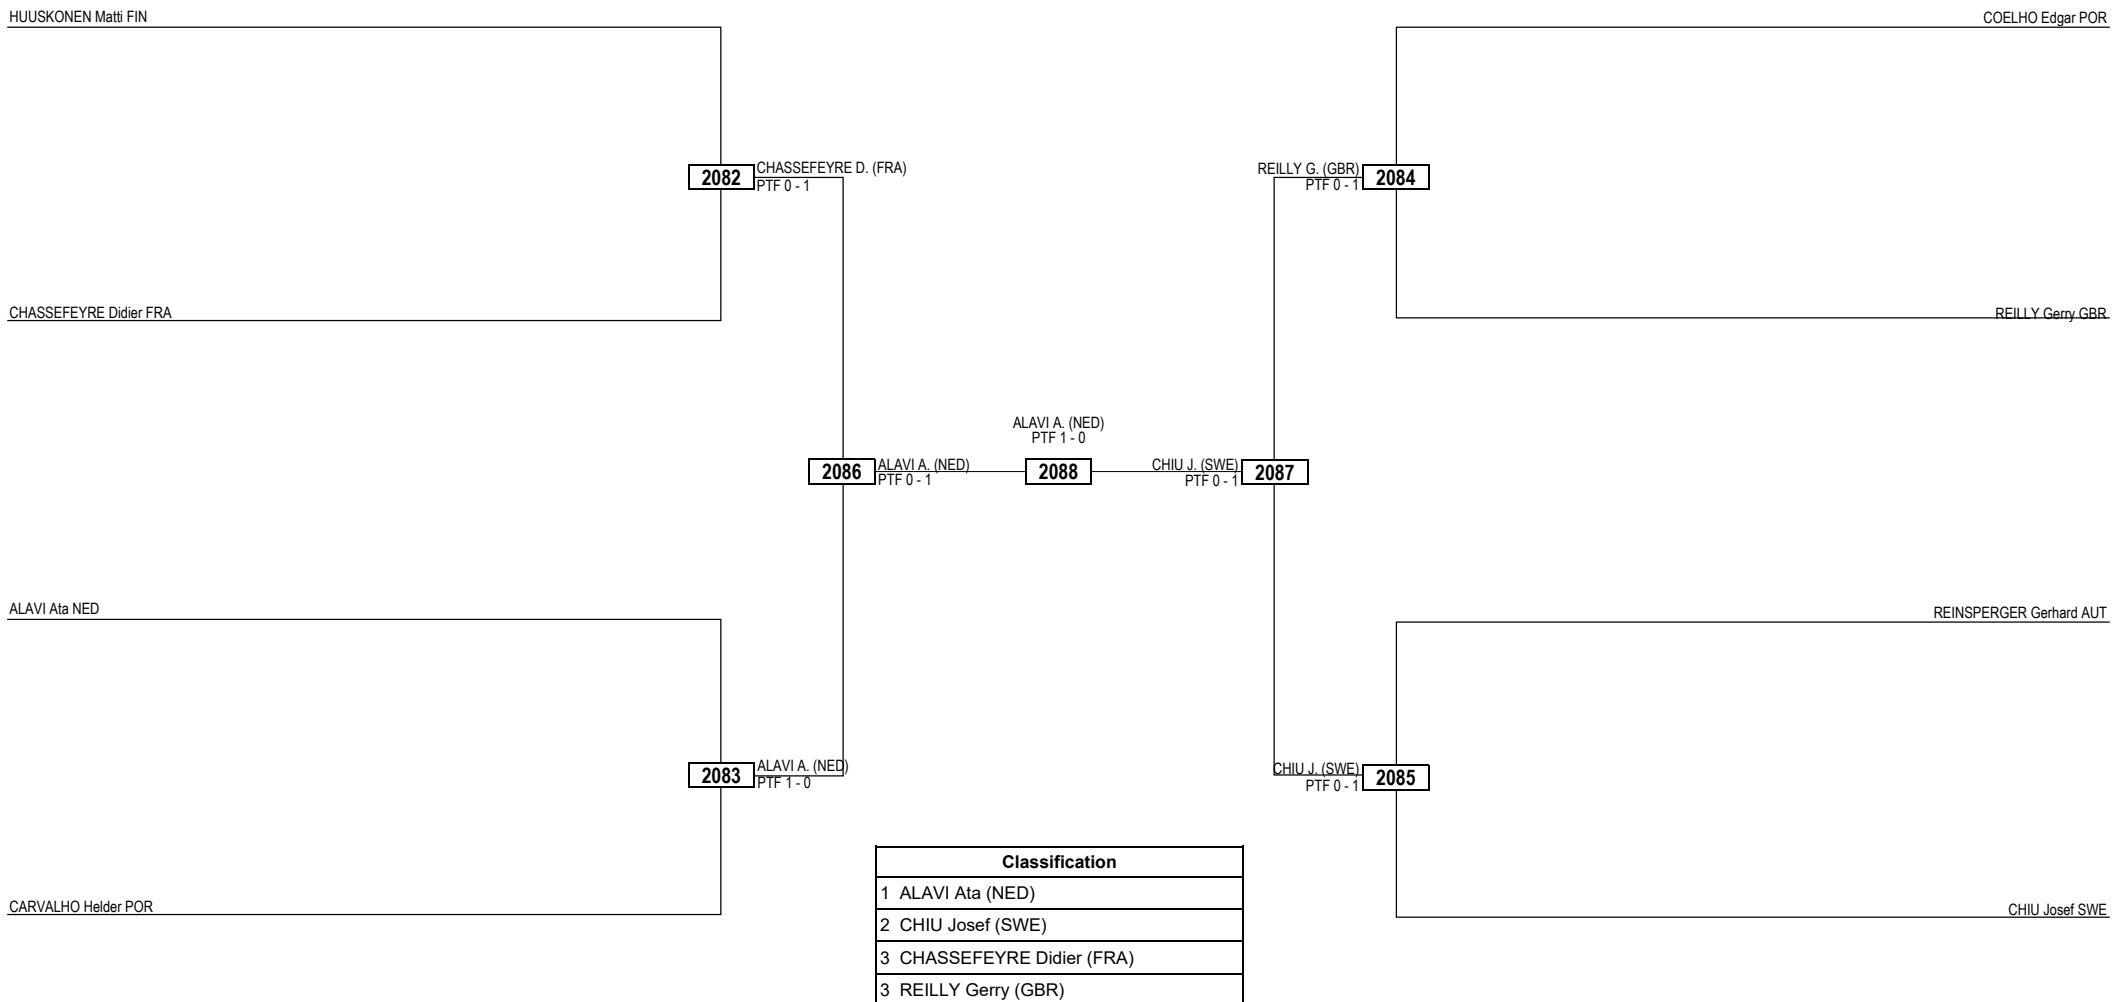 HUUSKONEN Matti FIN
COELHO Edgar POR
2082
CHASSEFEYRE D. (FRA)
PTF 0 - 1
REILLY G. (GBR)
PTF 0 - 1
2084
CHASSEFEYRE Didier FRA
REILLY Gerry GBR
ALAVI A. (NED)
PTF 1 - 0
2086
ALAVI A. (NED)
PTF 0 - 1
2088
CHIU J. (SWE)
PTF 0 - 1
2087
ALAVI Ata NED
REINSPERGER Gerhard AUT
2083
ALAVI A. (NED)
PTF 1 - 0
CHIU J. (SWE)
PTF 0 - 1
2085
CARVALHO Helder POR
CHIU Josef SWE
Classification
1 ALAVI Ata (NED)
2 CHIU Josef (SWE)
3 CHASSEFEYRE Didier (FRA)
3 REILLY Gerry (GBR)